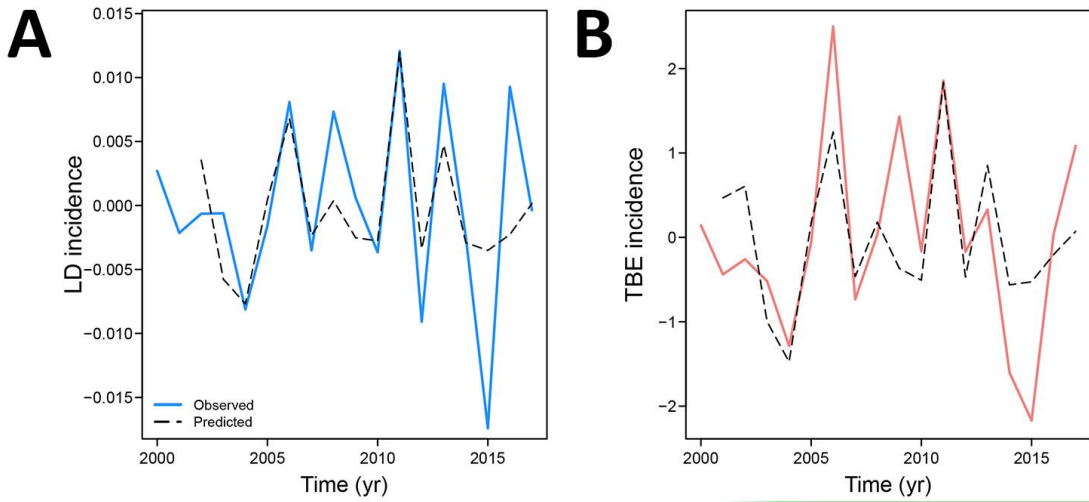 A
0.015
0.010
0.005
0.000
−0.005
−0.010
−0.015
LD incidence
Observed
Predicted
2000 2005 2010 2015
Time (yr)
B
2
1
0
−1
−2
TBE incidence
2000 2005 2010 2015
Time (yr)